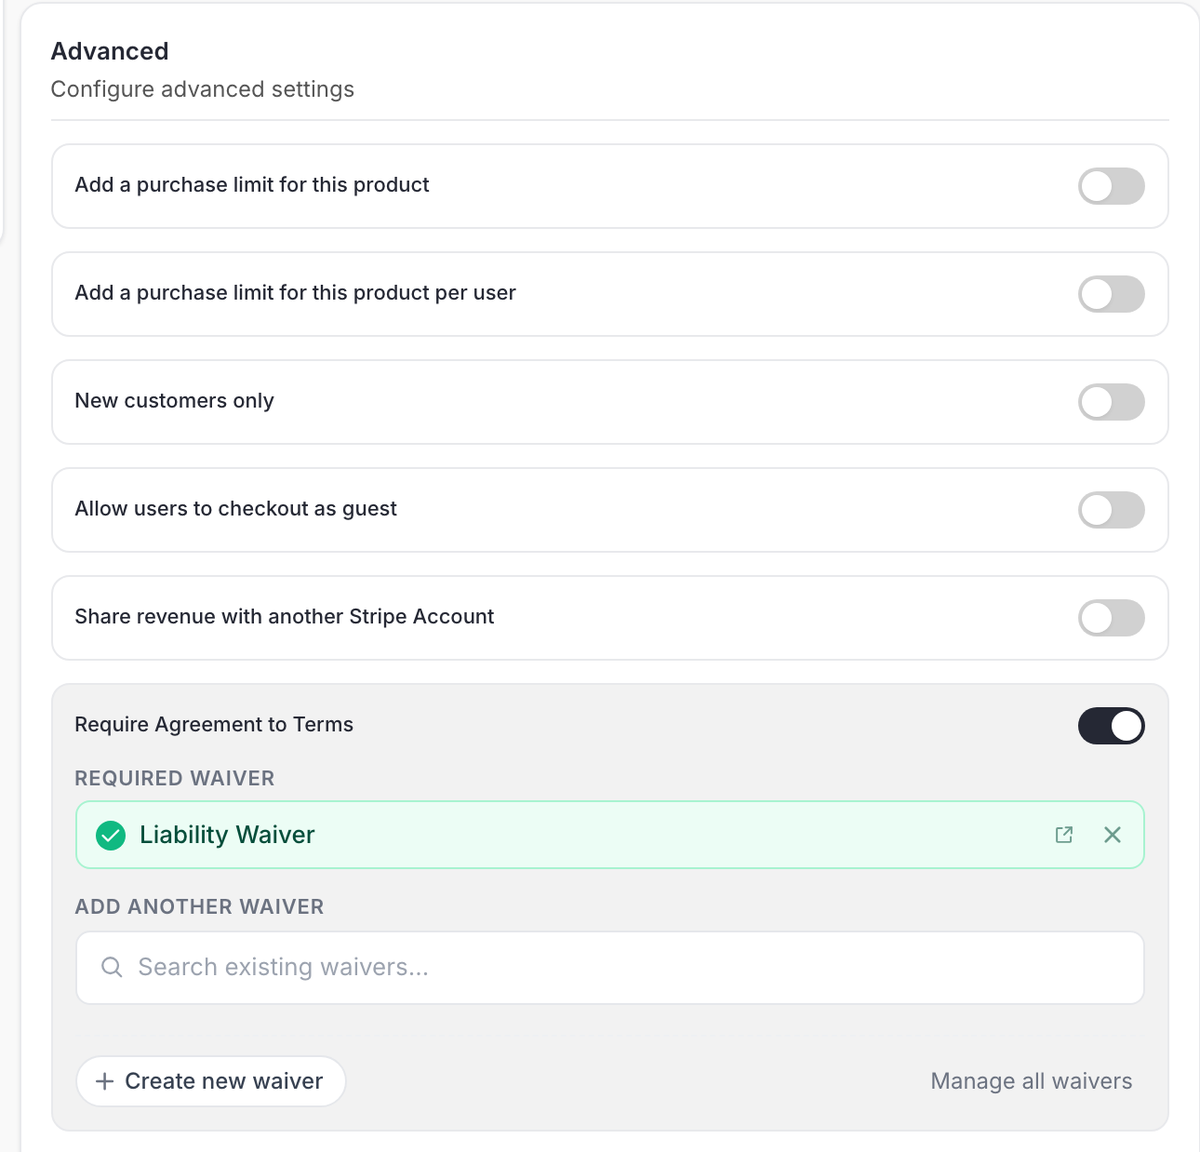 Advanced
Configure advanced settings
Add a purchase limit for this product
Add a purchase limit for this product per user
New customers only
Allow users to checkout as guest
Share revenue with another Stripe Account
Require Agreement to Terms
REQUIRED WAIVER
Liability Waiver
ADD ANOTHER WAIVER
Search existing waivers...
Create new waiver
Manage all waivers